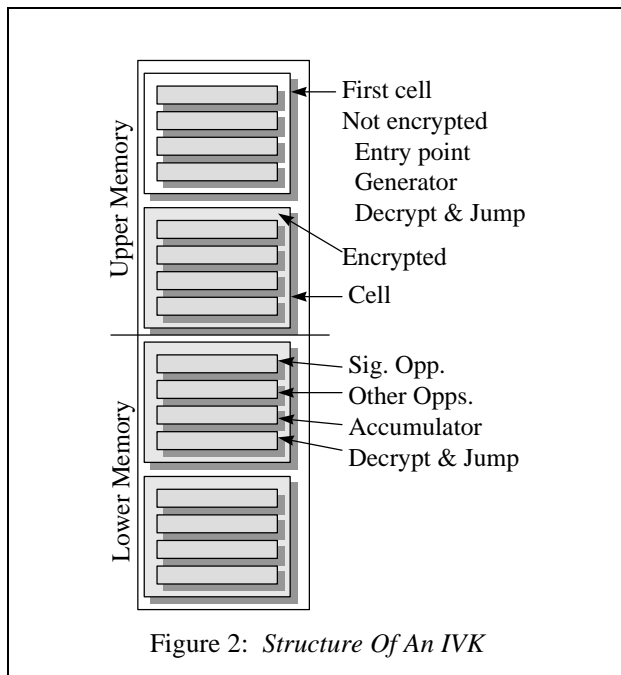 Upper Memory
First cell
Not encrypted
Entry point
Generator
Decrypt & Jump
Encrypted
Cell
Lower Memory
Sig. Opp.
Other Opps.
Accumulator
Decrypt & Jump
Figure 2: Structure Of An IVK